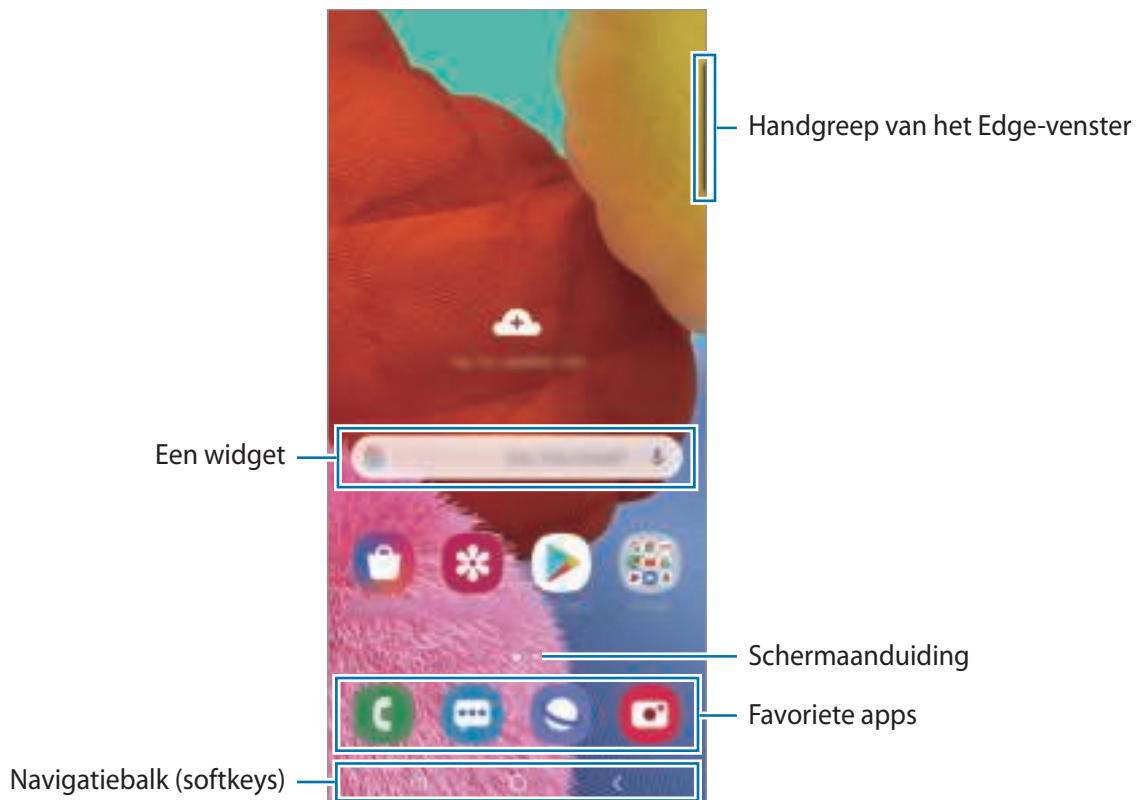 Handgreep van het Edge-venster
Een widget
Schermaanduiding
Favoriete apps
Navigatiebalk (softkeys)